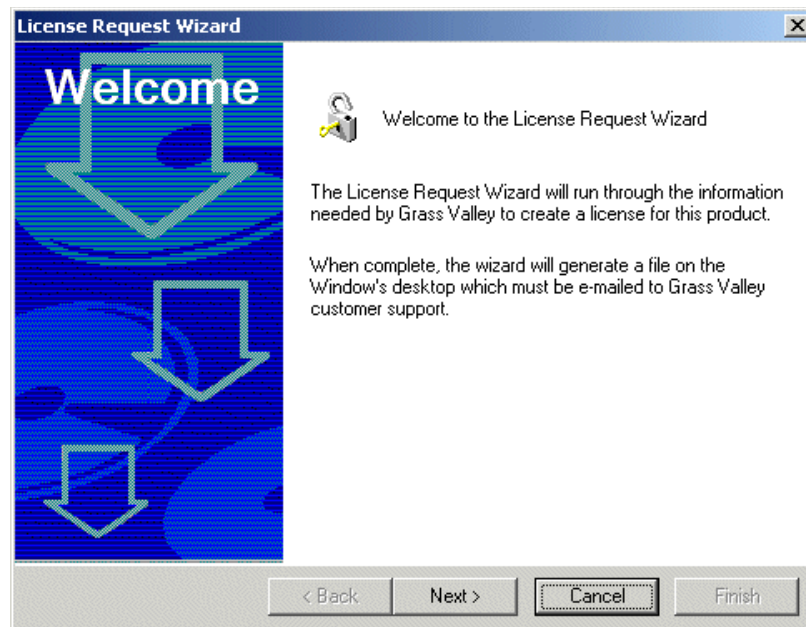 License Request Wizard
Welcome
Welcome to the License Request Wizard
The License Request Wizard will run through the information
needed by Grass Valley to create a license for this product.
When complete, the wizard will generate a file on the
Window's desktop which must be e-mailed to Grass Valley
customer support.
< Back
Next >
Cancel
Finish